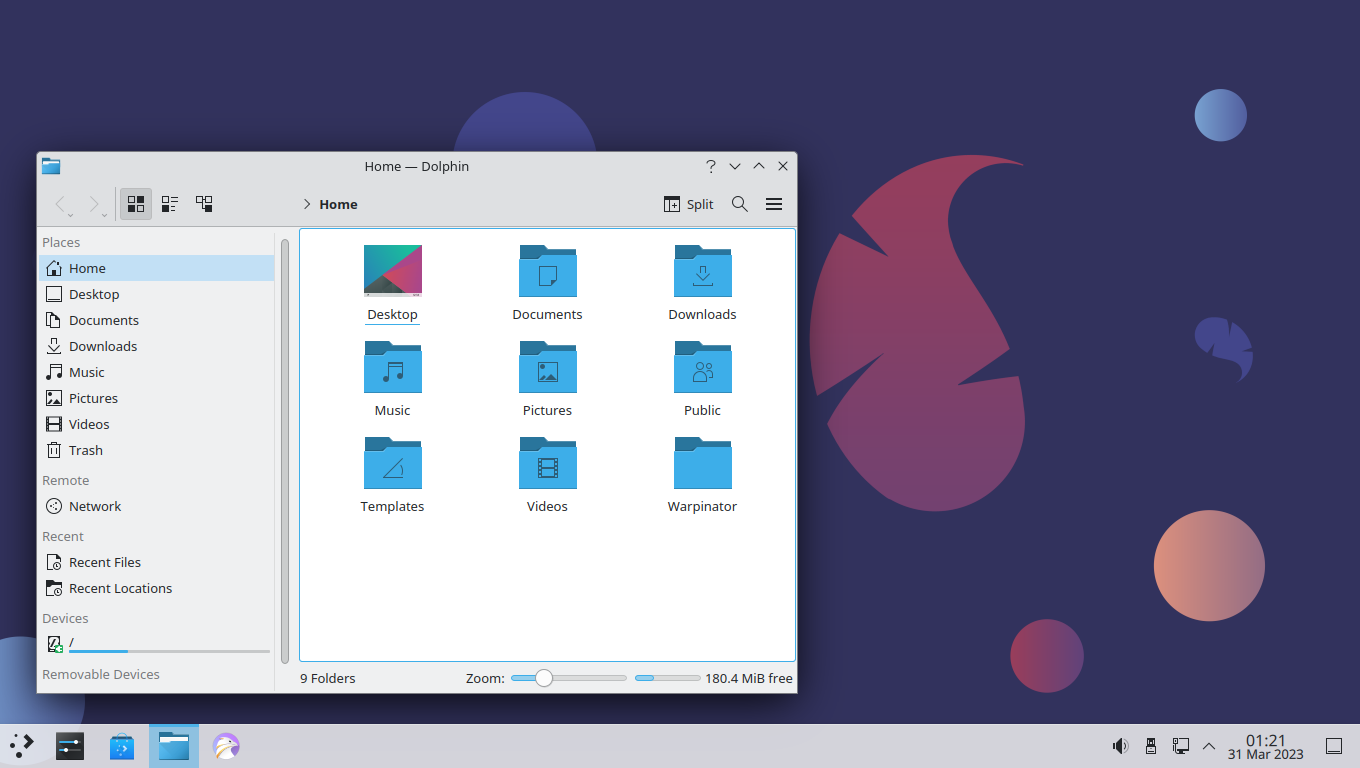 Home — Dolphin
?
Home
Split
Places
Home
Desktop
Documents
Downloads
Music
Pictures
Videos
Trash
Remote
Network
Recent
Recent Files
Recent Locations
Devices
/
Removable Devices
Desktop
Documents
Downloads
Music
Pictures
Public
Templates
Videos
Warpinator
9 Folders
Zoom:
180.4 MiB free
01:21
31 Mar 2023